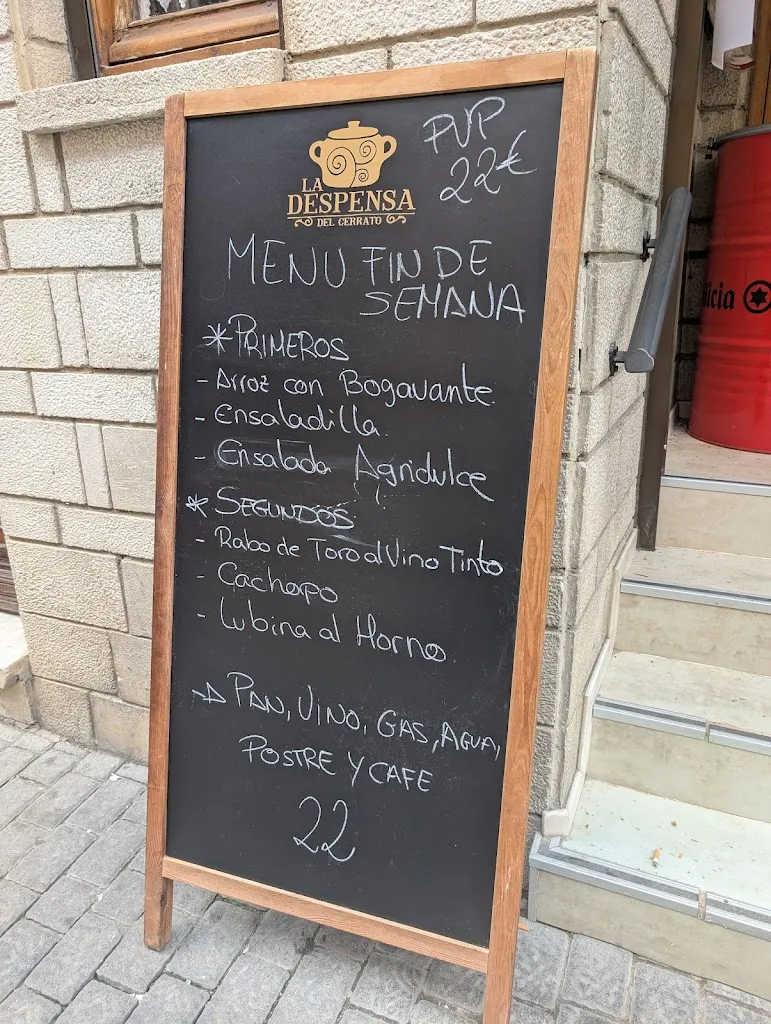 PVP
22€
LA
DESPENSA
DEL CERRATO
MENU FIN DE
SEMANA
* PRIMEROS
- Arroz con Bogavante.
- Ensaladilla.
- Ensalada Agridulce
* SEGUNDOS
- Rabo de Toro al Vino Tinto
- Cachopo
- Lubina al Horno.
→ PAN, VINO, GAS, AGUA,
POSTRE Y CAFE
22